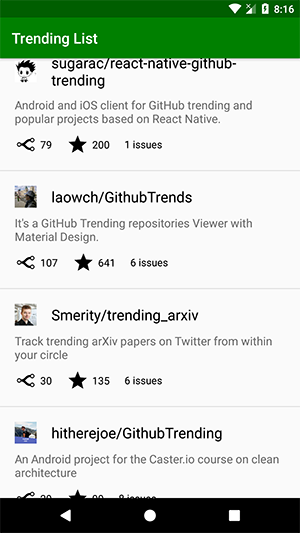 8:16
Trending List
sugarac/react-native-github-
trending
Android and iOS client for GitHub trending and
popular projects based on React Native.
79 200 1 issues
laowch/GithubTrends
It's a GitHub Trending repositories Viewer with
Material Design.
107 641 6 issues
Smerity/trending_arxiv
Track trending arXiv papers on Twitter from within
your circle
30 135 6 issues
hitherejoe/GithubTrending
An Android project for the Caster.io course on clean
architecture
issues